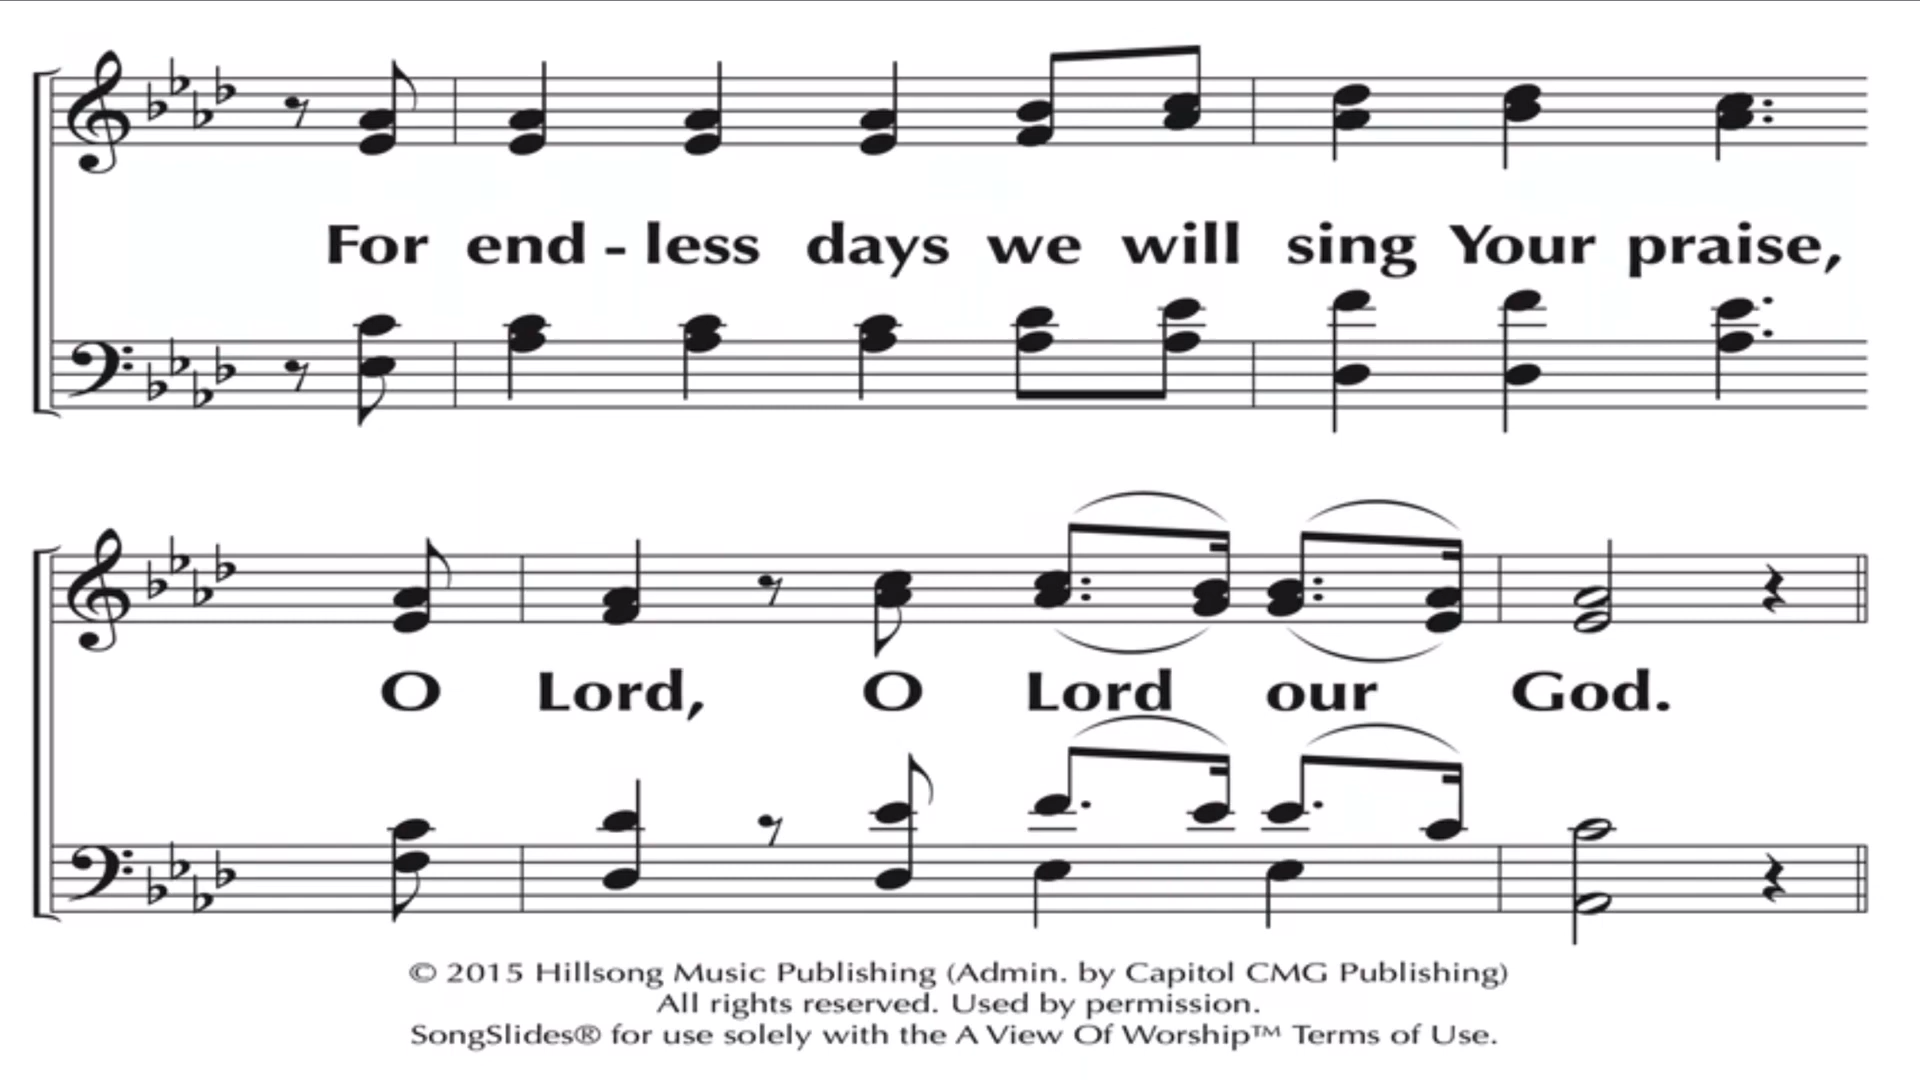 For end - less days we will sing Your praise,
O Lord, O Lord our God.
© 2015 Hillsong Music Publishing (Admin. by Capitol CMG Publishing)
All rights reserved. Used by permission.
SongSlides® for use solely with the A View Of Worship™ Terms of Use.